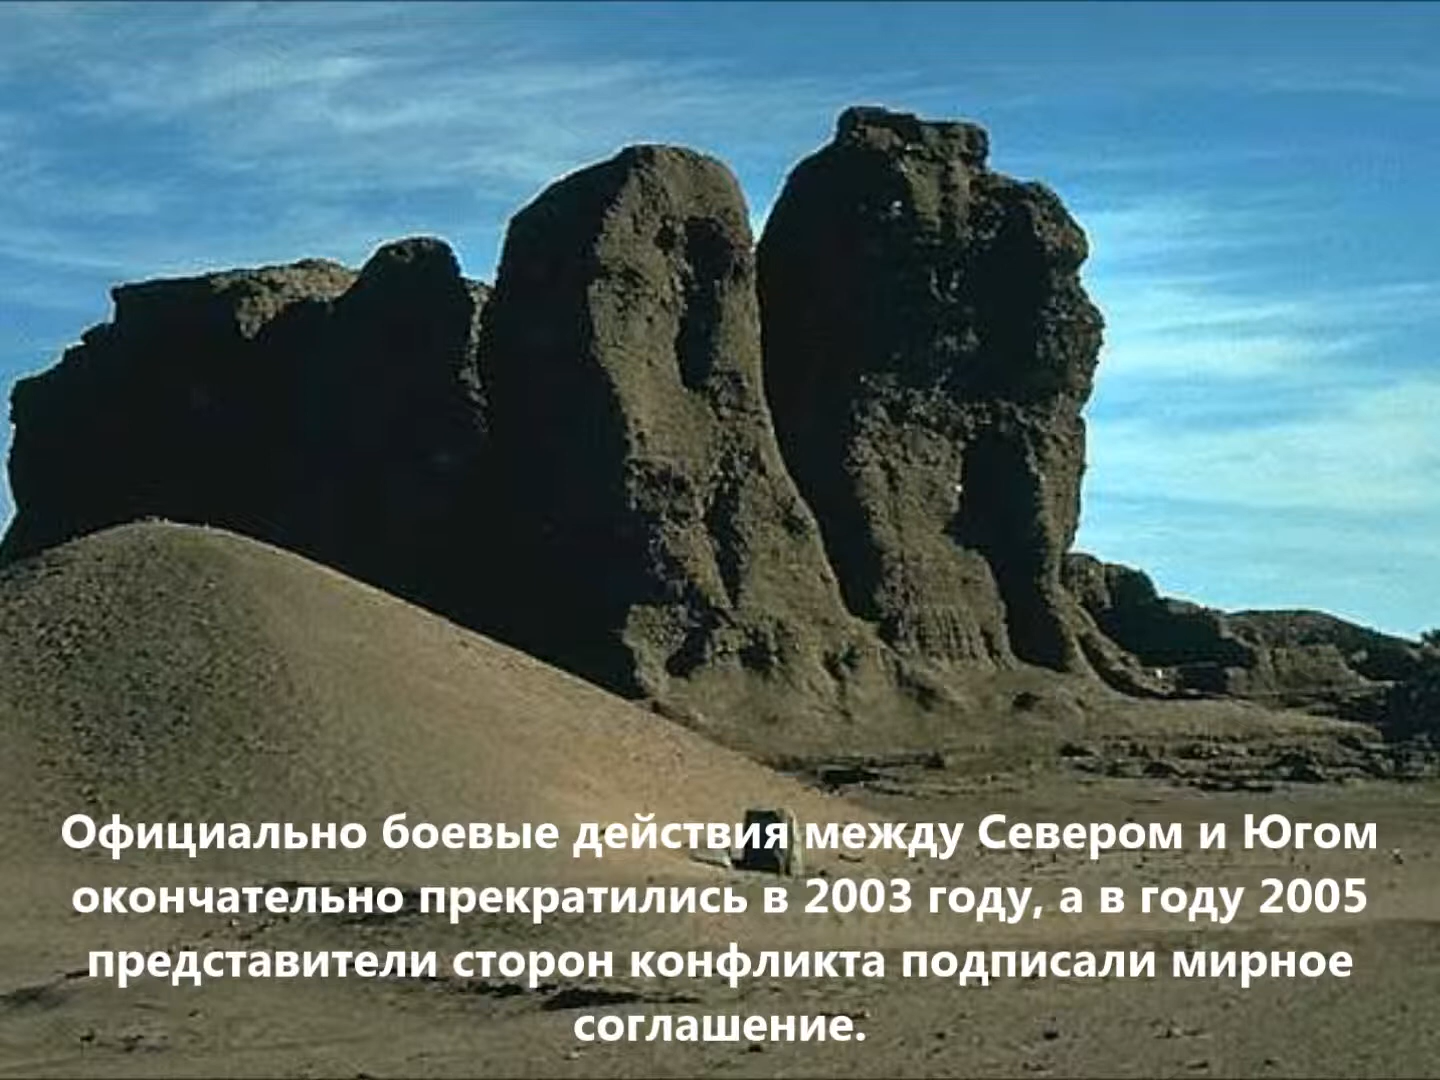 Официально боевые действия между Севером и Югом
окончательно прекратились в 2003 году, а в году 2005
представители сторон конфликта подписали мирное
соглашение.